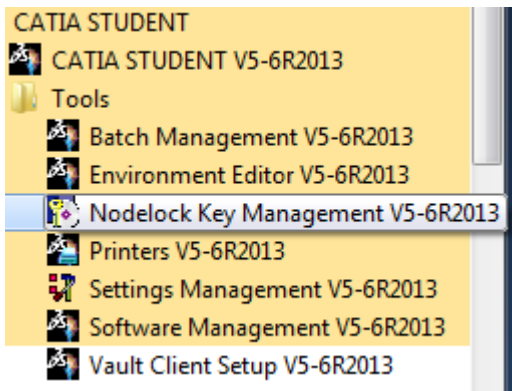 CATIA STUDENT
CATIA STUDENT V5-6R2013
Tools
Batch Management V5-6R2013
Environment Editor V5-6R2013
Nodelock Key Management V5-6R2013
Printers V5-6R2013
Settings Management V5-6R2013
Software Management V5-6R2013
Vault Client Setup V5-6R2013